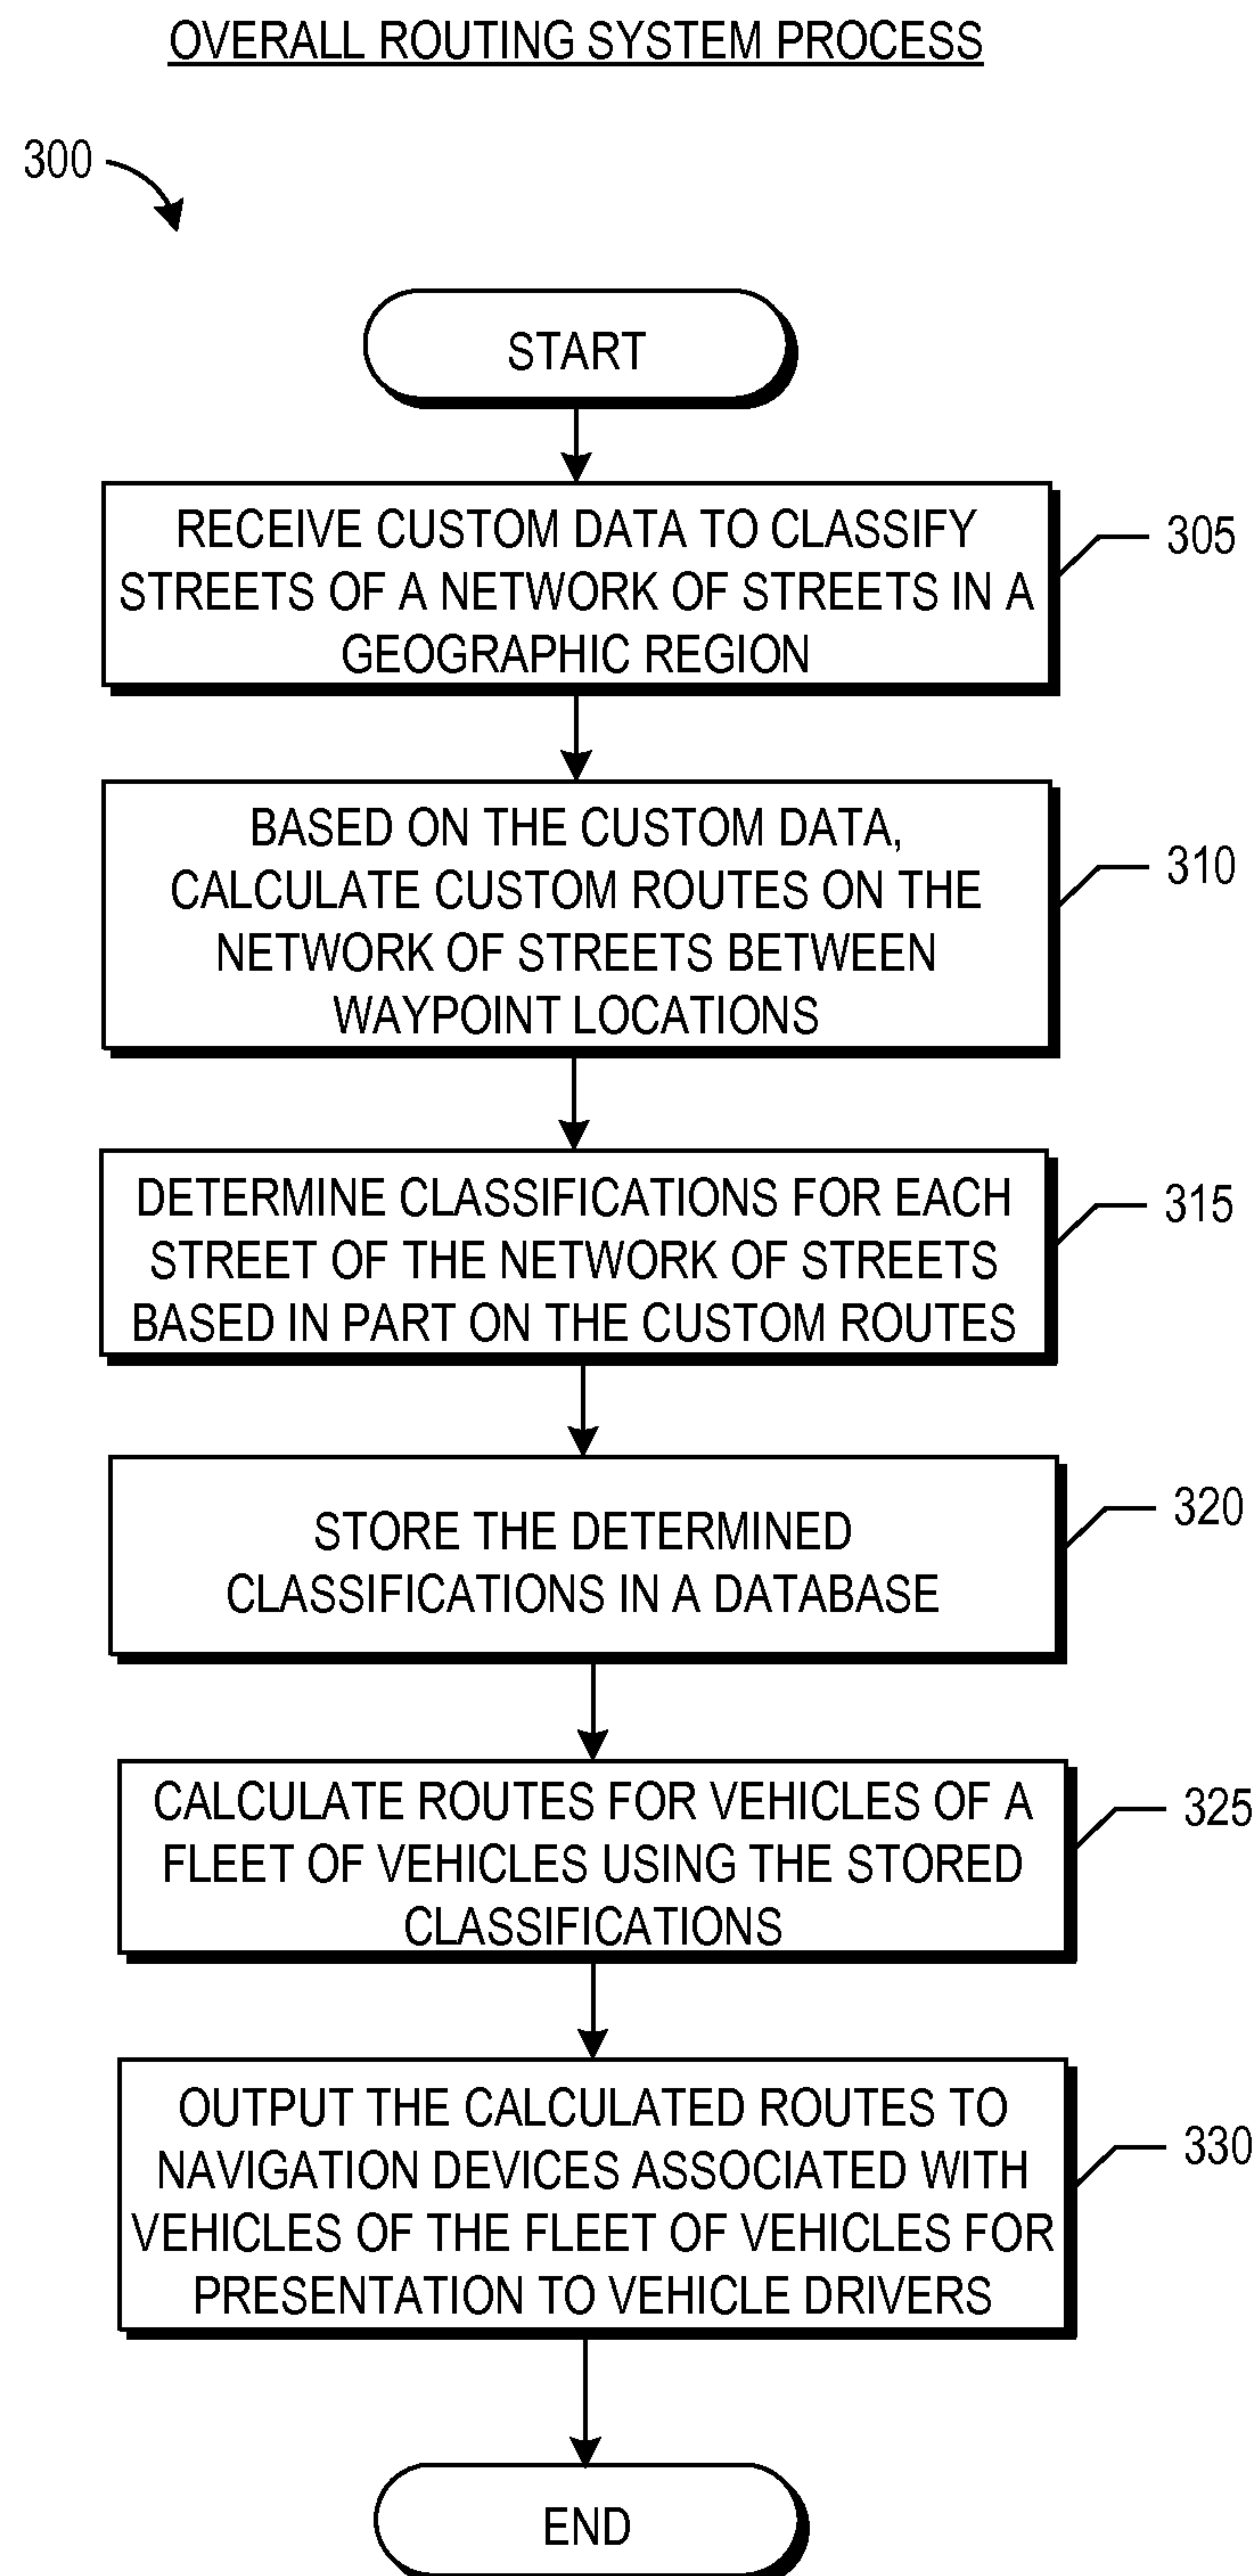 OVERALL ROUTING SYSTEM PROCESS
300
START
RECEIVE CUSTOM DATA TO CLASSIFY
STREETS OF A NETWORK OF STREETS IN A
GEOGRAPHIC REGION
305
BASED ON THE CUSTOM DATA,
CALCULATE CUSTOM ROUTES ON THE
NETWORK OF STREETS BETWEEN
WAYPOINT LOCATIONS
310
DETERMINE CLASSIFICATIONS FOR EACH
STREET OF THE NETWORK OF STREETS
BASED IN PART ON THE CUSTOM ROUTES
315
STORE THE DETERMINED
CLASSIFICATIONS IN A DATABASE
320
CALCULATE ROUTES FOR VEHICLES OF A
FLEET OF VEHICLES USING THE STORED
CLASSIFICATIONS
325
OUTPUT THE CALCULATED ROUTES TO
NAVIGATION DEVICES ASSOCIATED WITH
VEHICLES OF THE FLEET OF VEHICLES FOR
PRESENTATION TO VEHICLE DRIVERS
330
END